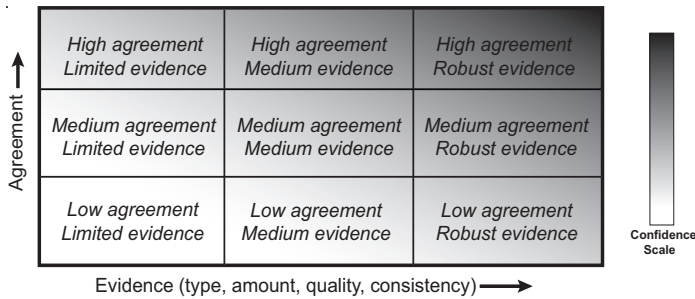 High agreement
Limited evidence
High agreement
Medium evidence
High agreement
Robust evidence
Agreement
Medium agreement
Limited evidence
Medium agreement
Medium evidence
Medium agreement
Robust evidence
Low agreement
Limited evidence
Low agreement
Medium evidence
Low agreement
Robust evidence
Confidence
Scale
Evidence (type, amount, quality, consistency)